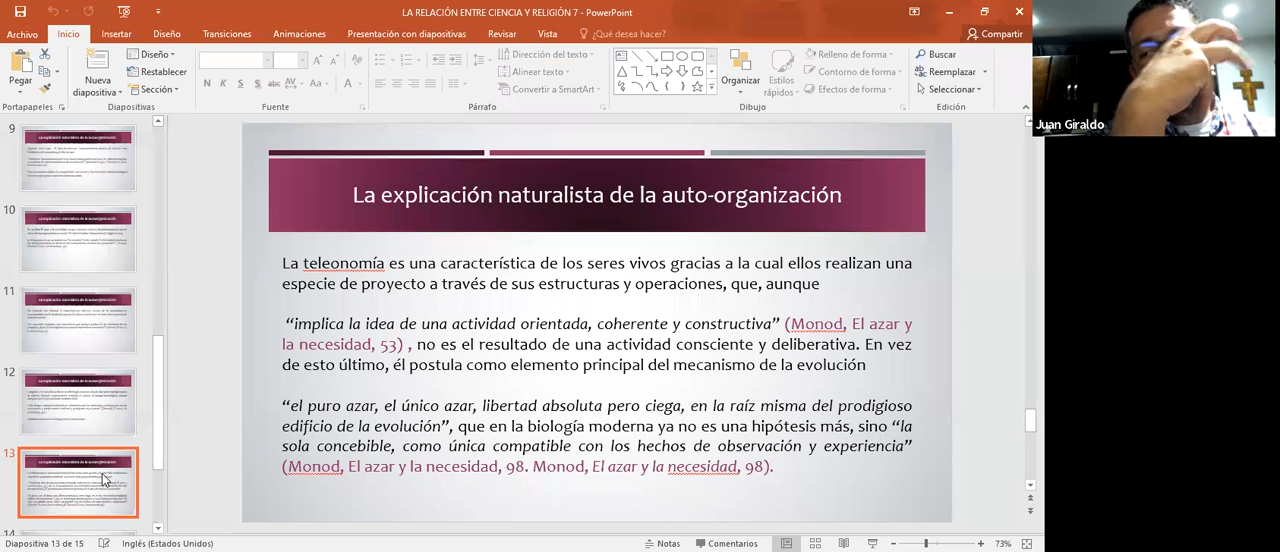 LA RELACIÓN ENTRE CIENCIA Y RELIGIÓN 7 - PowerPoint
Archivo Inicio Insertar Diseño Transiciones Animaciones Presentación con diapositivas Revisar Vista ¿Qué desea hacer? Compartir
Pegar
Nueva diapositiva
Diseño
Restablecer
Sección
N K S S abc AV Aa A
Dirección del texto
Alinear texto
Convertir a SmartArt
Organizar
Estilos rápidos
Relleno de forma
Contorno de forma
Efectos de forma
Buscar
Reemplazar
Seleccionar
Portapapeles Diapositivas Fuente Párrafo Dibujo Edición
Juan Giraldo
9
10
11
12
13
14
La explicación naturalista de la auto-organización
La teleonomía es una característica de los seres vivos gracias a la cual ellos realizan una
especie de proyecto a través de sus estructuras y operaciones, que, aunque
“implica la idea de una actividad orientada, coherente y constructiva” (Monod, El azar y
la necesidad, 53) , no es el resultado de una actividad consciente y deliberativa. En vez
de esto último, él postula como elemento principal del mecanismo de evolución
azar, el único azar, libertad absoluta pero ciega, en la raíz misma del prodigioso
edificio de la evolución”, que en la biología moderna ya no es una hipótesis más, sino “la
sola concebible, como única compatible con los hechos de observación y experiencia”
(Monod, El azar y la necesidad, Monod, El azar y la necesidad
Diapositiva 13 de 15 Inglés (Estados Unidos) Notas Comentarios 73%